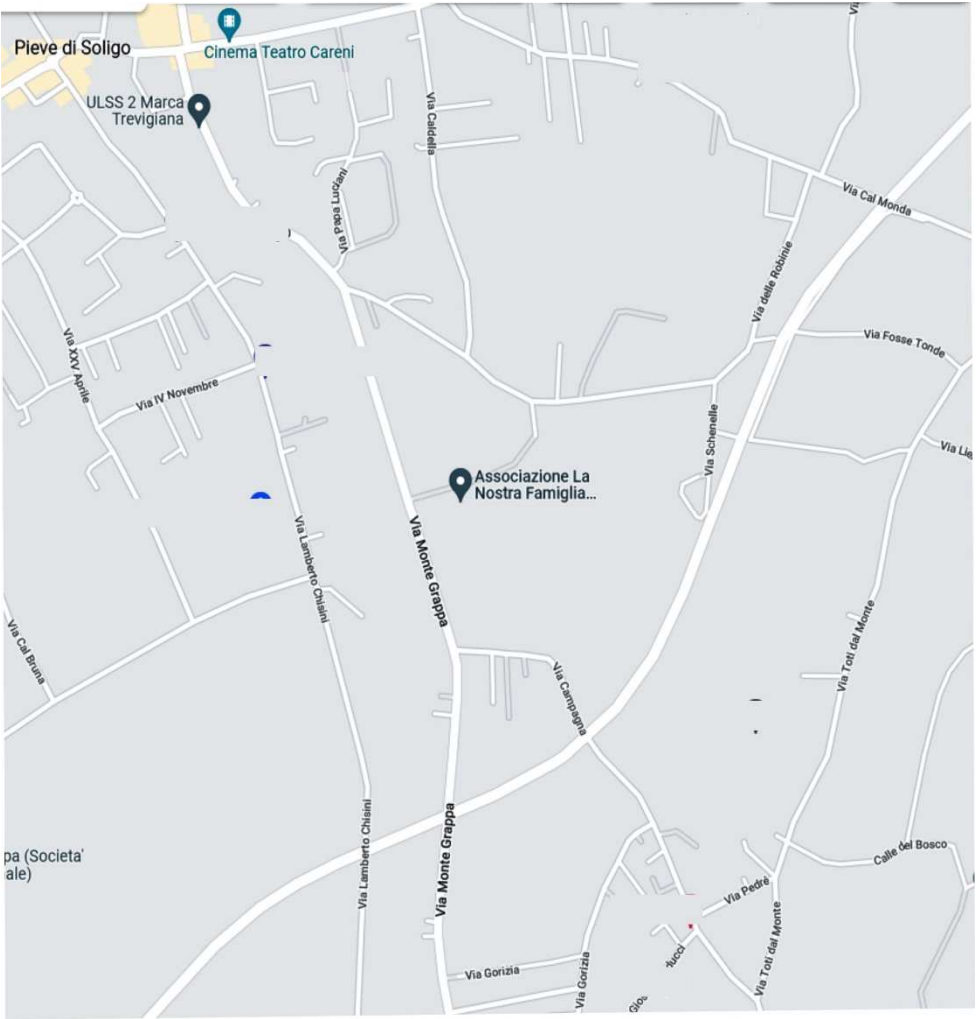 Pieve di Soligo
Cinema Teatro Careni
ULSS 2 Marca
Trevigiana
Via Caldella
Via Papa Luciani
Via Cal Monda
Via delle Robinie
Via Fosse Tonde
Via XXV Aprile
Via IV Novembre
Via Schenelle
Via Lie
Associazione La
Nostra Famiglia...
Via Lamberto Chisini
Via Monte Grappa
Via Cal Bruna
Via Toti dal Monte
Via Campagna
Via Lamberto Chisini
Via Monte Grappa
pa (Societa'
ale)
Calle del Bosco
Via Pedrè
Via Toti dal Monte
Via Gorizia
Via Gorizia